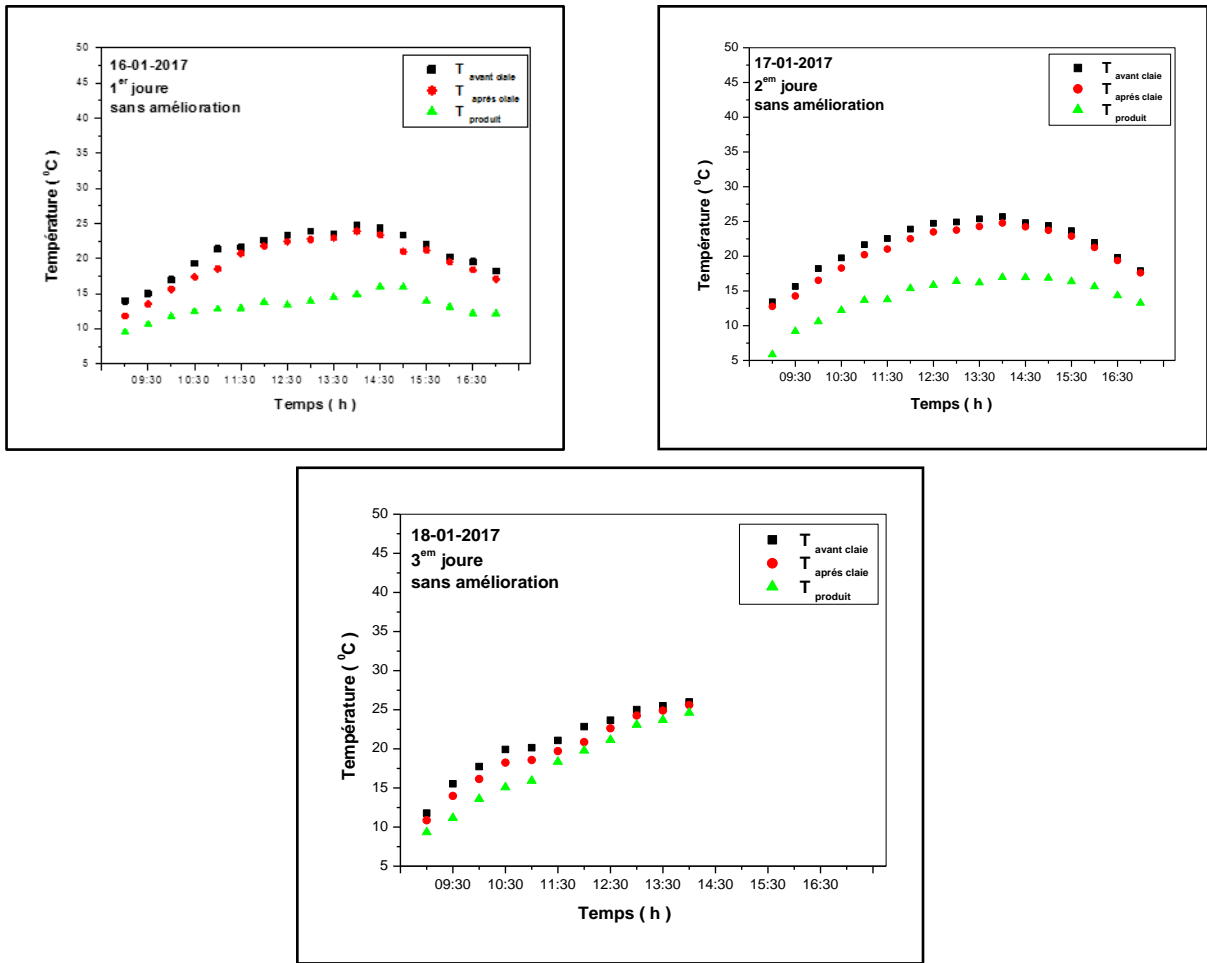 16-01-2017
1er joure
sans amélioration
T avant claie
T aprés claie
T produit
50
45
40
35
30
25
20
15
10
5
Température ( 0C)
09:30 10:30 11:30 12:30 13:30 14:30 15:30 16:30
Temps ( h )
17-01-2017
2em joure
sans amélioration
T avant claie
T aprés claie
T produit
50
45
40
35
30
25
20
15
10
5
Température ( 0C)
09:30 10:30 11:30 12:30 13:30 14:30 15:30 16:30
Temps ( h )
18-01-2017
3em joure
sans amélioration
T avant claie
T aprés claie
T produit
50
45
40
35
30
25
20
15
10
5
Température ( 0C)
09:30 10:30 11:30 12:30 13:30 14:30 15:30 16:30
Temps ( h )